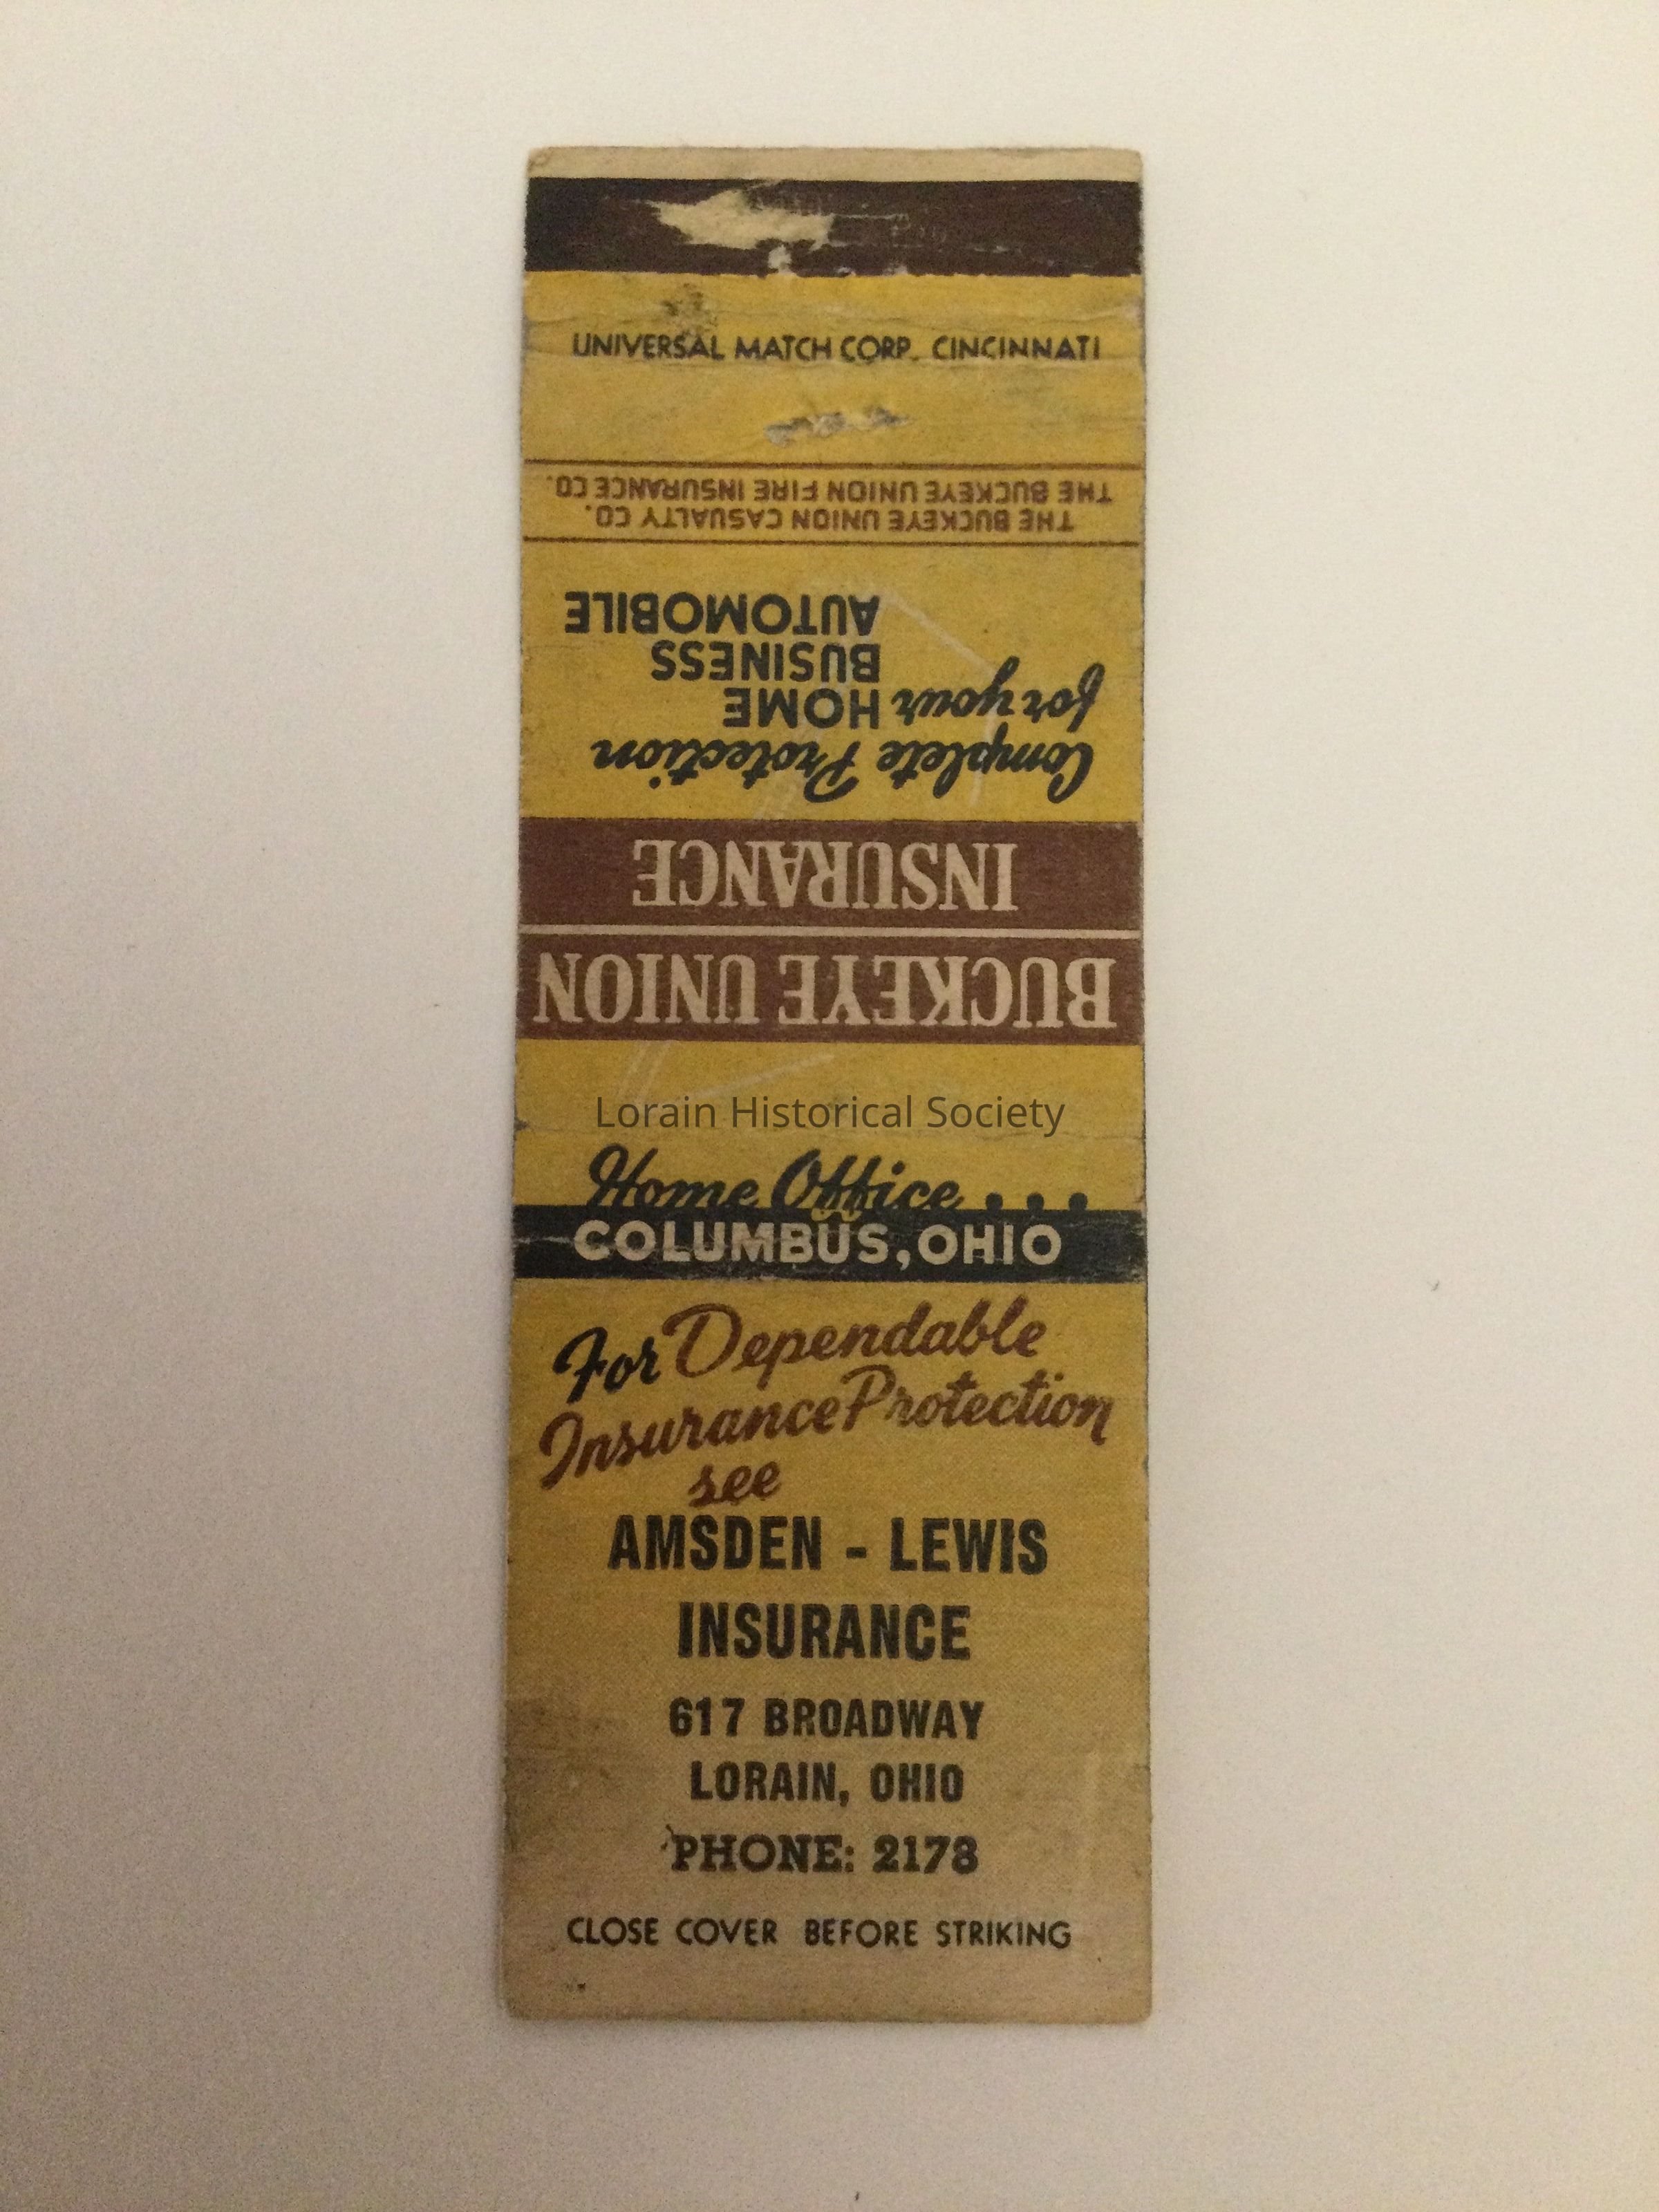 UNIVERSAL MATCH CORP. CINCINNATI
BUCKEYE UNION
INSURANCE
Complete Protection
for your HOME
BUSINESS
AUTOMOBILE
THE BUCKEYE UNION CASUALTY CO.
THE BUCKEYE UNION FIRE INSURANCE CO.
Lorain Historical Society
Home Office...
COLUMBUS, OHIO
For Dependable
Insurance Protection
see
AMSDEN - LEWIS
INSURANCE
617 BROADWAY
LORAIN, OHIO
PHONE: 2178
CLOSE COVER BEFORE STRIKING